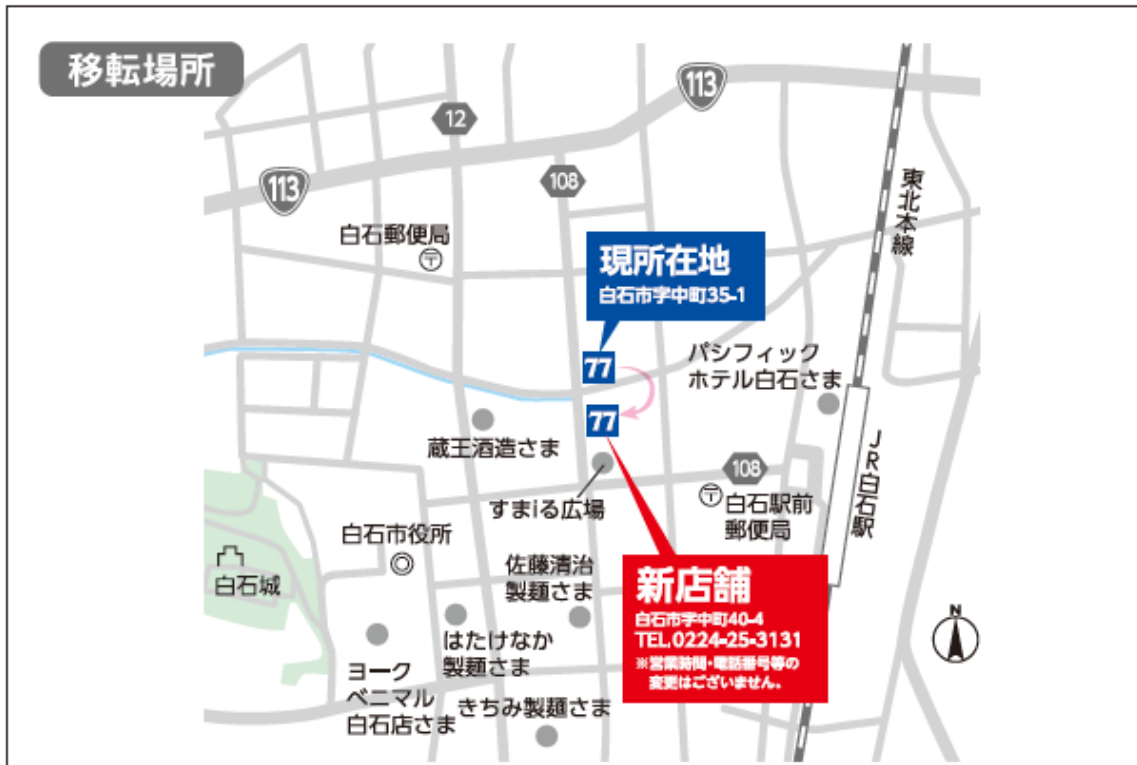 移転場所
113
12
113
108
東北本線
白石郵便局
〒
現所在地
白石市字中町35-1
77
パシフィック
ホテル白石さま
77
蔵王酒造さま
JR白石駅
すまiる広場
108
〒
白石駅前
郵便局
白石市役所
白石城
佐藤清治
製麺さま
新店舗
白石市字中町40-4
TEL.0224-25-3131
※営業時間・電話番号等の
変更はございません。
N
はたけなか
製麺さま
ヨーク
ベニマル
白石店さま
きちみ製麺さま